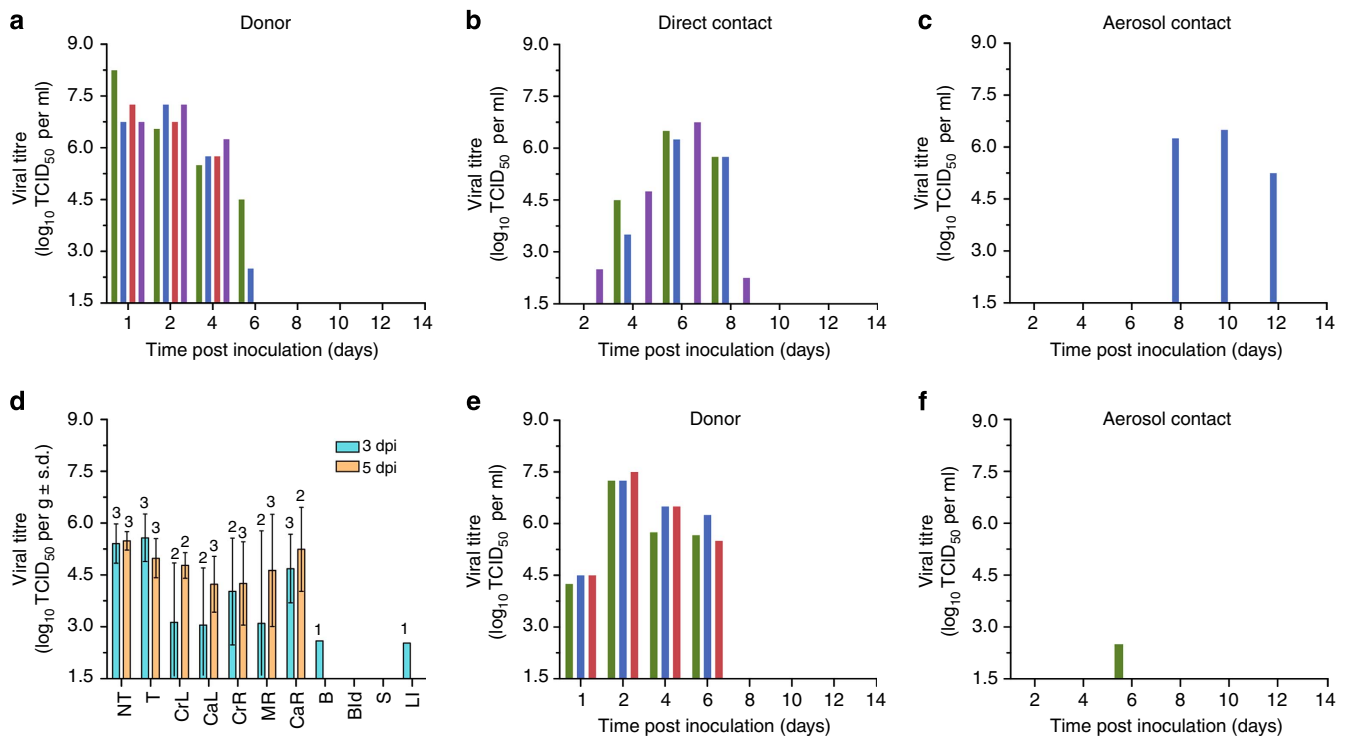 a
Donor
Viral titre
(log10 TCID50 per ml)
9.0
7.5
6.0
4.5
3.0
1.5
1 2 4 6 8 10 12 14
Time post inoculation (days)
b
Direct contact
Viral titre
(log10 TCID50 per ml)
9.0
7.5
6.0
4.5
3.0
1.5
2 4 6 8 10 12 14
Time post inoculation (days)
c
Aerosol contact
Viral titre
(log10 TCID50 per ml)
9.0
7.5
6.0
4.5
3.0
1.5
2 4 6 8 10 12 14
Time post inoculation (days)
d
Viral titre
(log10 TCID50 per g ± s.d.)
9.0
7.5
6.0
4.5
3.0
1.5
3 dpi
5 dpi
3 3 3 3 2 2 2 3 2 3 2 3 3 2 1 1
NT T CrL CaL CrR MR CaR B Bld S LI
e
Donor
Viral titre
(log10 TCID50 per ml)
9.0
7.5
6.0
4.5
3.0
1.5
1 2 4 6 8 10 12 14
Time post inoculation (days)
f
Aerosol contact
Viral titre
(log10 TCID50 per ml)
9.0
7.5
6.0
4.5
3.0
1.5
2 4 6 8 10 12 14
Time post inoculation (days)